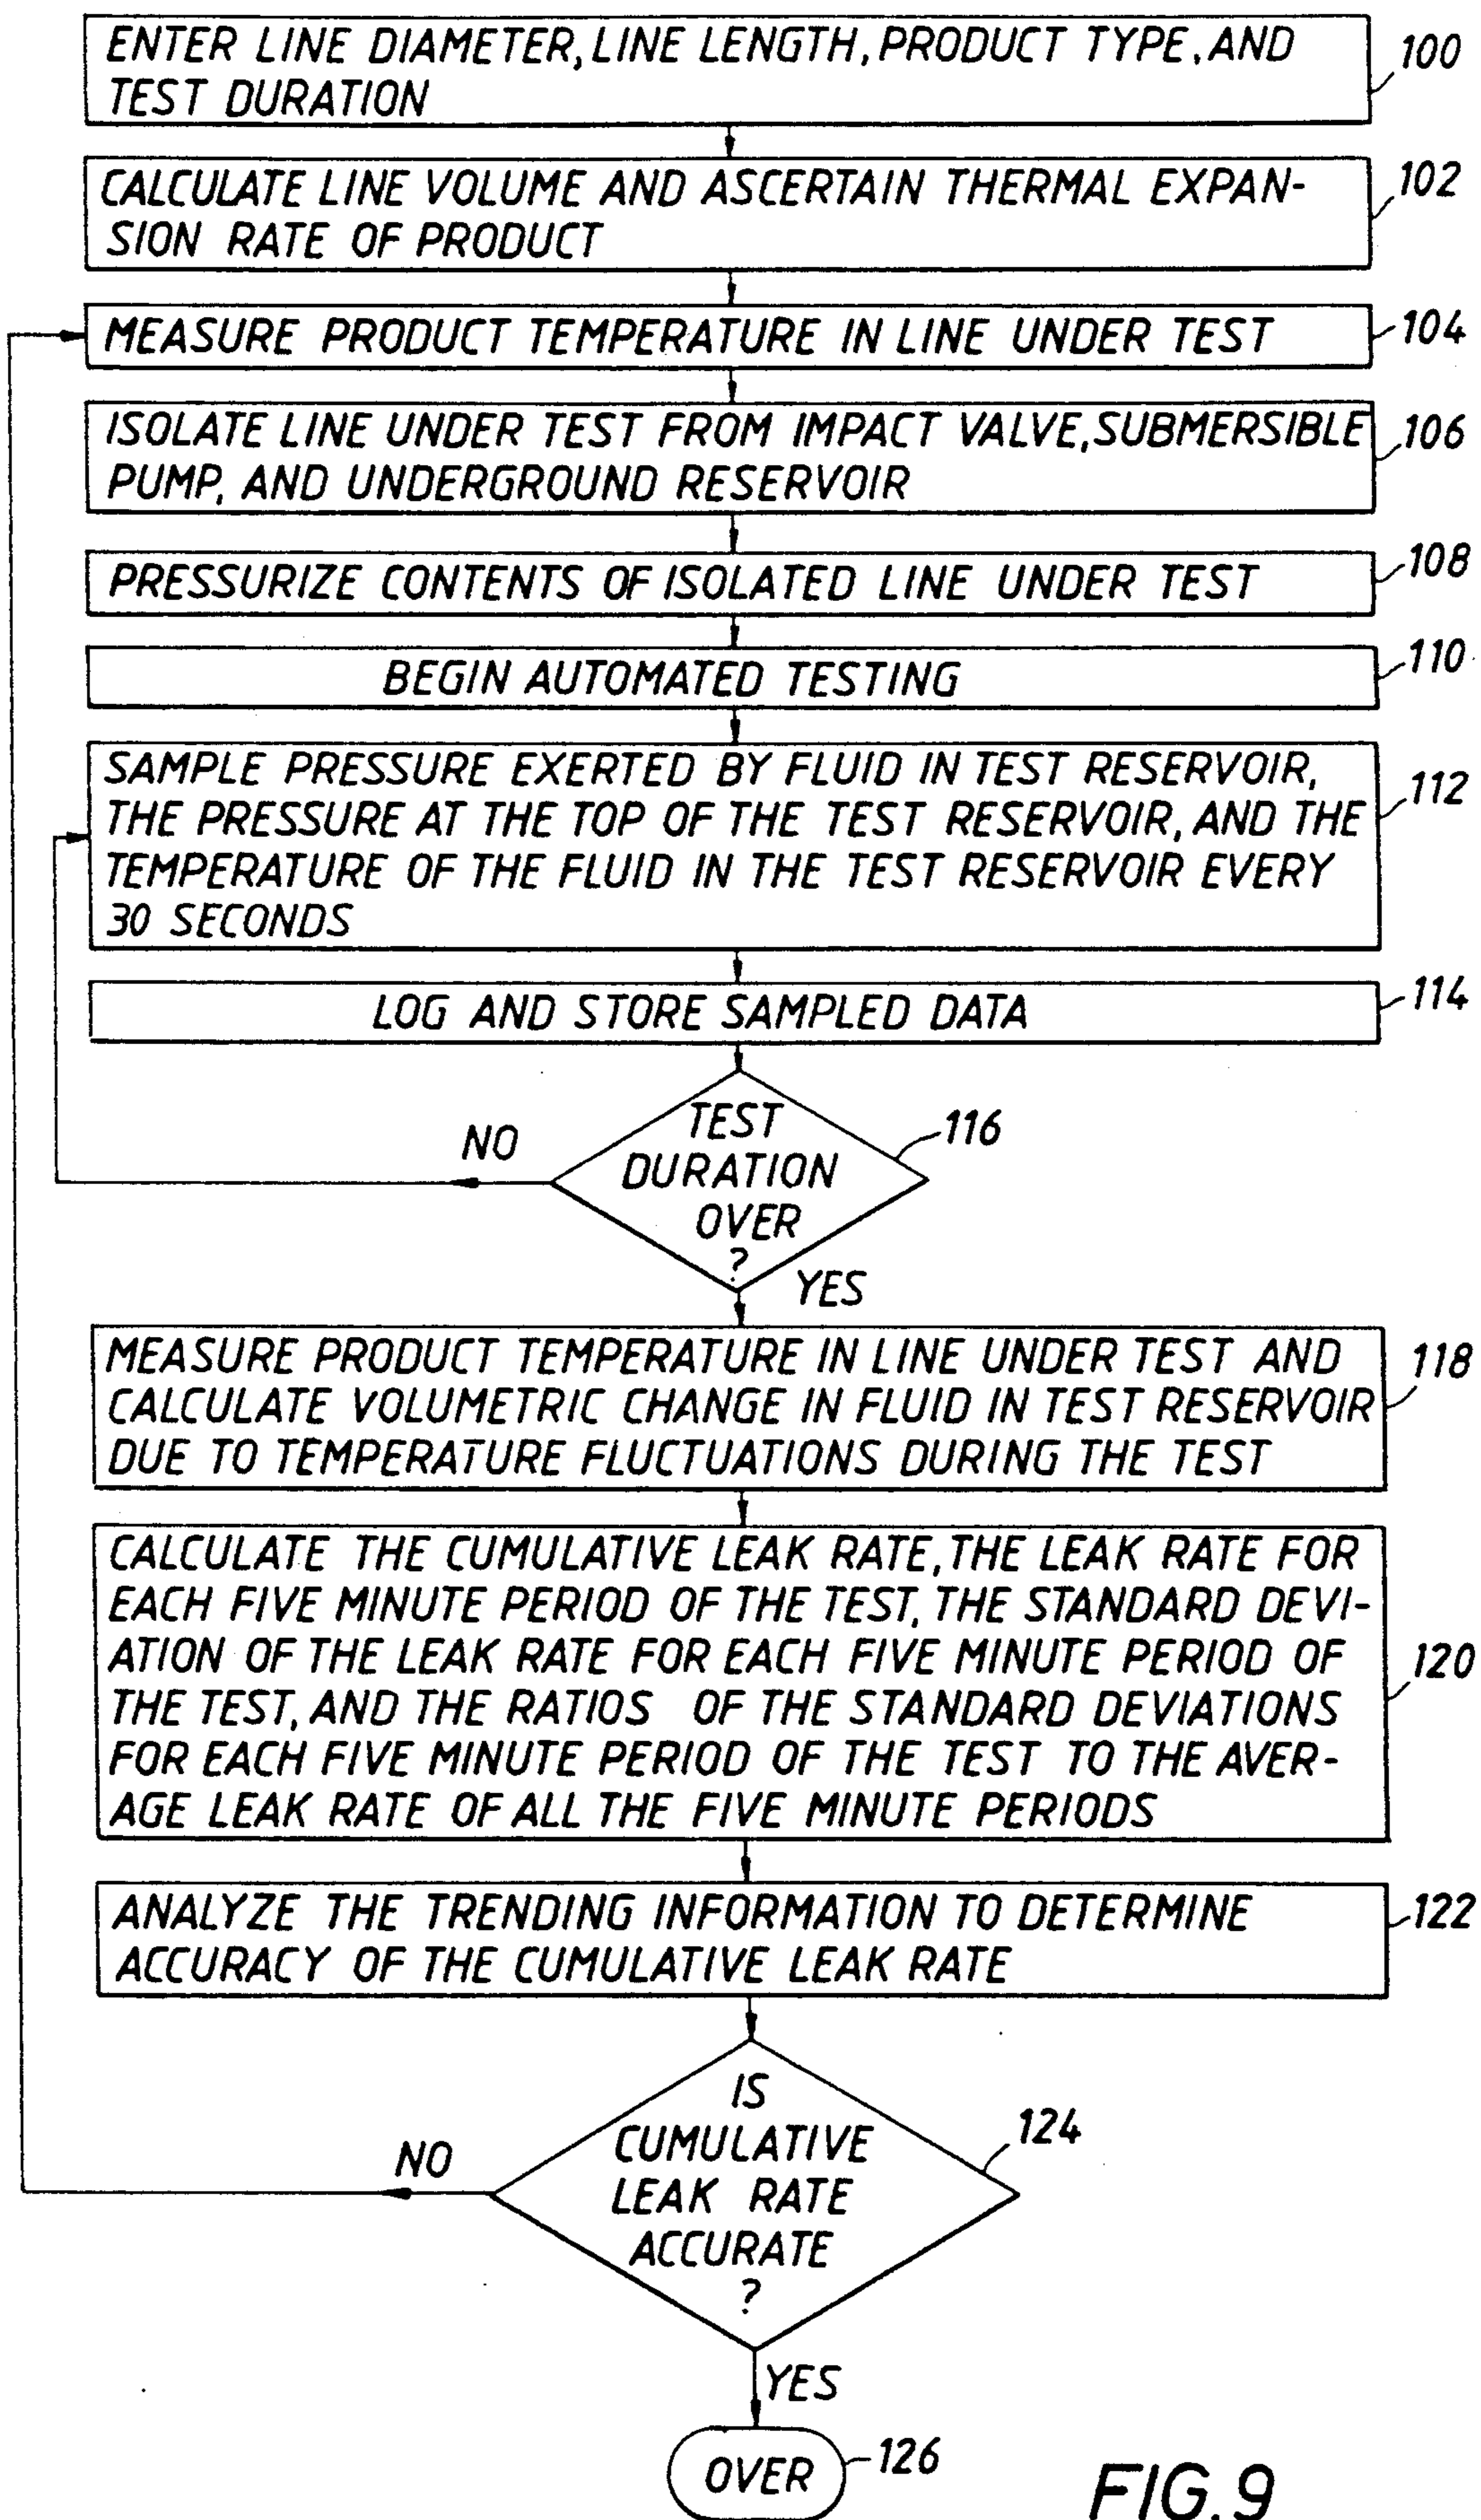 ENTER LINE DIAMETER, LINE LENGTH, PRODUCT TYPE, AND
TEST DURATION
100
CALCULATE LINE VOLUME AND ASCERTAIN THERMAL EXPAN-
SION RATE OF PRODUCT
102
MEASURE PRODUCT TEMPERATURE IN LINE UNDER TEST
104
ISOLATE LINE UNDER TEST FROM IMPACT VALVE, SUBMERSIBLE
PUMP, AND UNDERGROUND RESERVOIR
106
PRESSURIZE CONTENTS OF ISOLATED LINE UNDER TEST
108
BEGIN AUTOMATED TESTING
110
SAMPLE PRESSURE EXERTED BY FLUID IN TEST RESERVOIR,
THE PRESSURE AT THE TOP OF THE TEST RESERVOIR, AND THE
TEMPERATURE OF THE FLUID IN THE TEST RESERVOIR EVERY
30 SECONDS
112
LOG AND STORE SAMPLED DATA
114
TEST
DURATION
OVER
?
116
NO
YES
MEASURE PRODUCT TEMPERATURE IN LINE UNDER TEST AND
CALCULATE VOLUMETRIC CHANGE IN FLUID IN TEST RESERVOIR
DUE TO TEMPERATURE FLUCTUATIONS DURING THE TEST
118
CALCULATE THE CUMULATIVE LEAK RATE, THE LEAK RATE FOR
EACH FIVE MINUTE PERIOD OF THE TEST, THE STANDARD DEVI-
ATION OF THE LEAK RATE FOR EACH FIVE MINUTE PERIOD OF
THE TEST, AND THE RATIOS OF THE STANDARD DEVIATIONS
FOR EACH FIVE MINUTE PERIOD OF THE TEST TO THE AVER-
AGE LEAK RATE OF ALL THE FIVE MINUTE PERIODS
120
ANALYZE THE TRENDING INFORMATION TO DETERMINE
ACCURACY OF THE CUMULATIVE LEAK RATE
122
IS
CUMULATIVE
LEAK RATE
ACCURATE
?
124
NO
YES
OVER
126
FIG. 9